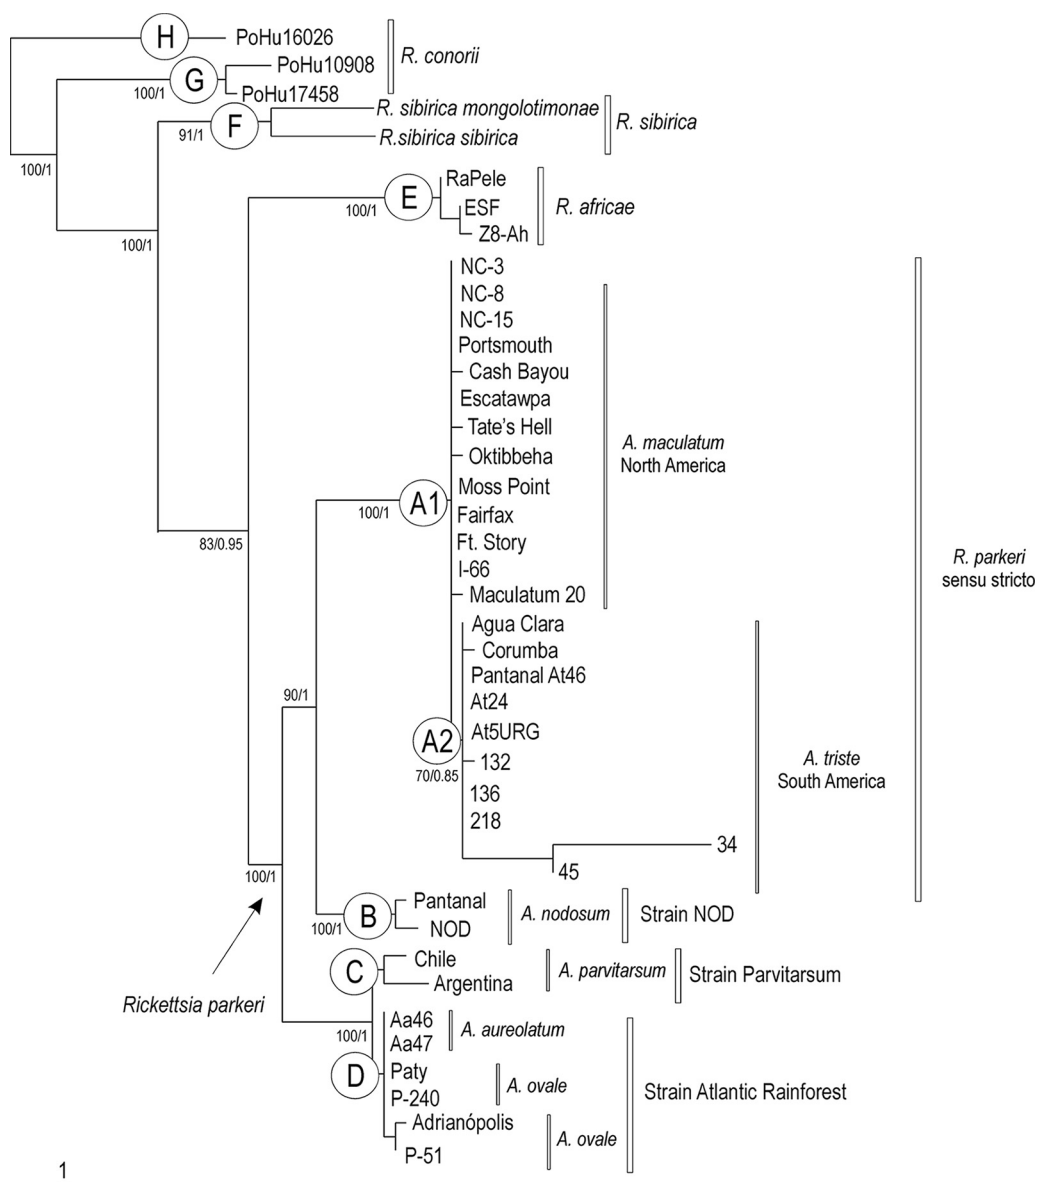 H
PoHu16026
R. conorii
G
PoHu10908
100/1
PoHu17458
R. sibirica mongolotimonae
F
R. sibirica
91/1
R.sibirica sibirica
100/1
RaPele
E
ESF
R. africae
100/1
Z8-Ah
100/1
NC-3
NC-8
NC-15
Portsmouth
Cash Bayou
Escatawpa
Tate's Hell
A. maculatum
North America
Oktibbeha
Moss Point
A1
100/1
Fairfax
Ft. Story
83/0.95
I-66
R. parkeri
sensu stricto
Maculatum 20
Agua Clara
Corumba
Pantanal At46
90/1
At24
At5URG
A2
70/0.85
132
A. triste
South America
136
218
34
45
100/1
Pantanal
B
A. nodosum
Strain NOD
100/1
NOD
Chile
C
A. parvitarsum
Strain Parvitarsum
Argentina
Rickettsia parkeri
Aa46
A. aureolatum
100/1
Aa47
D
Paty
A. ovale
P-240
Strain Atlantic Rainforest
Adrianópolis
A. ovale
P-51
1